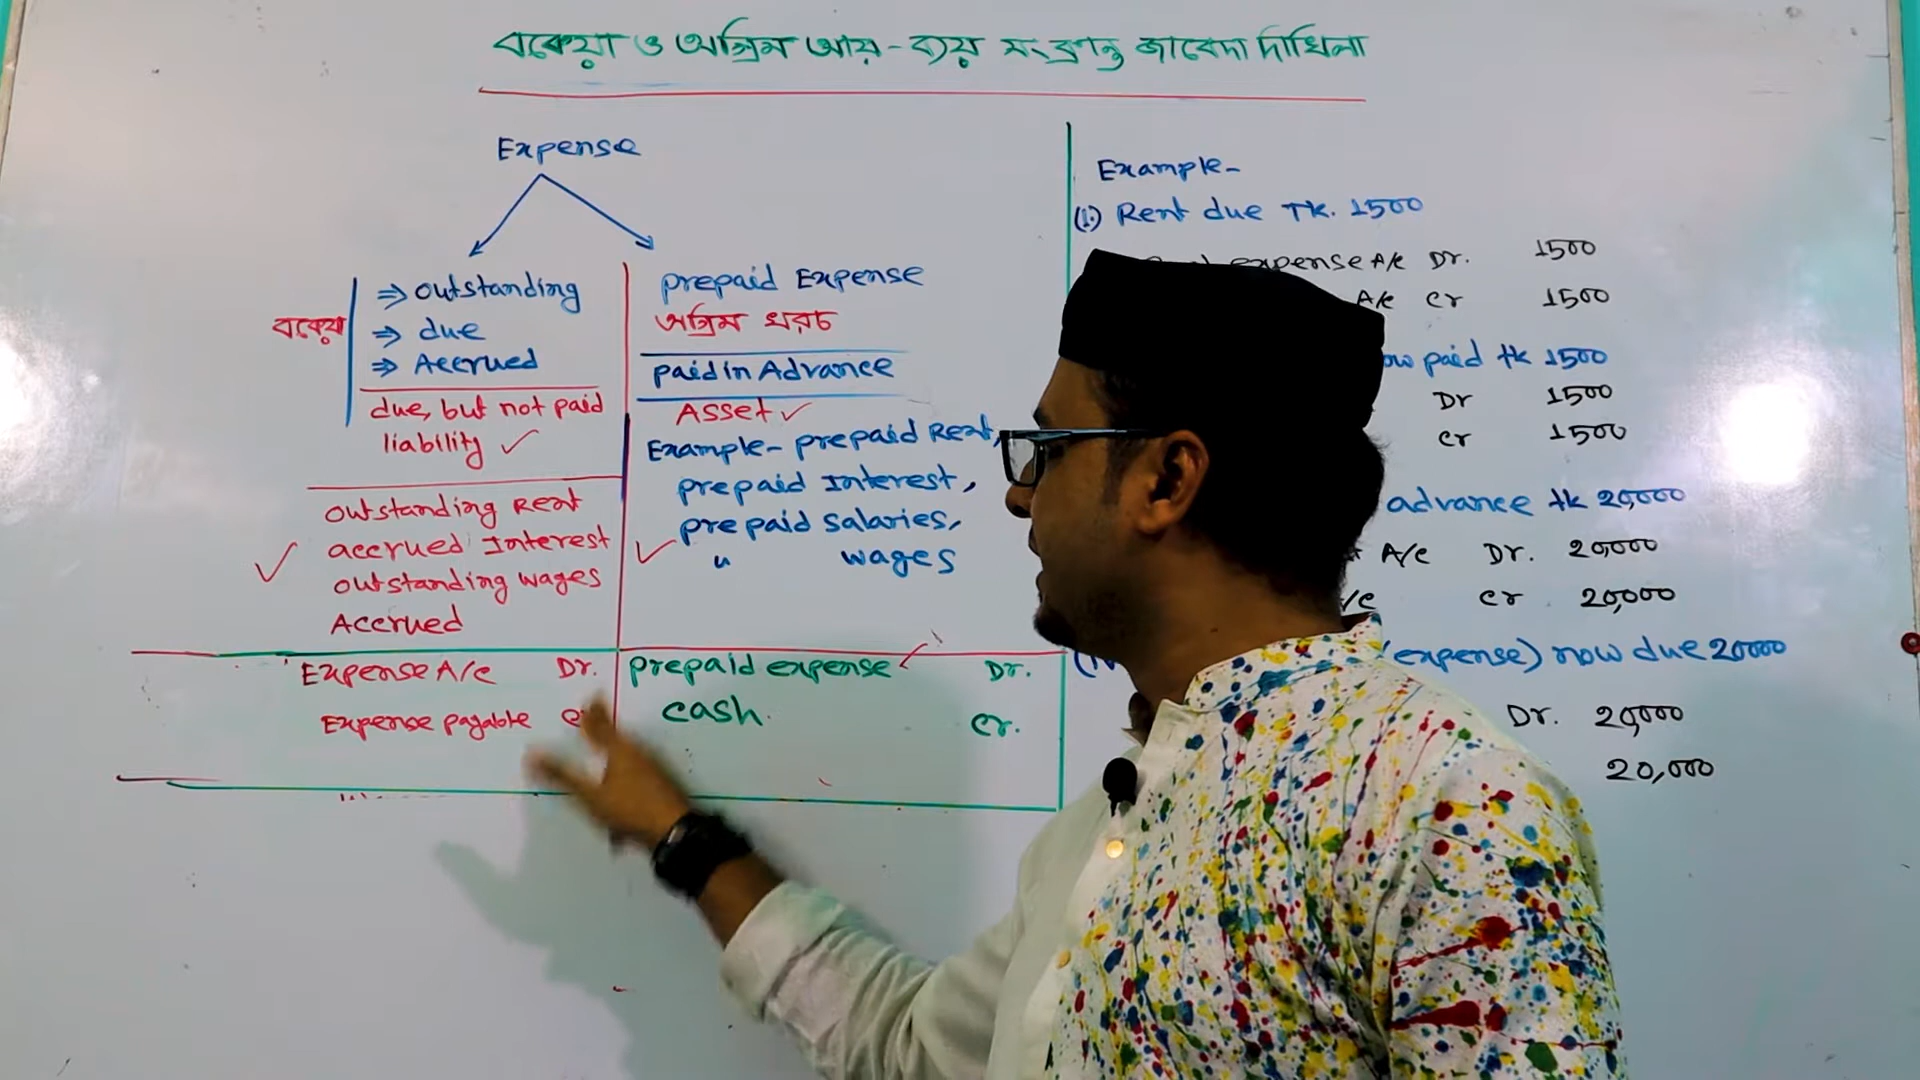 বকেয়া ও অগ্রিম আয় - ব্যয় সংক্রান্ত জাবেদা দাখিলা
Expense
বকেয়া
⇒ outstanding
⇒ due
⇒ Accrued
due, but not paid
liability ✓
outstanding Rent
✓ accrued Interest
outstanding wages
Accrued
Expense A/c Dr.
Expense payable
prepaid Expense
অগ্রিম খরচ
paid in Advance
Asset ✓
Example - prepaid Rent,
prepaid Interest,
✓ prepaid salaries,
" wages
prepaid expense Dr.
cash. cr.
Example -
(1.) Rent due TK. 1500
expense A/c Dr. 1500
A/c cr 1500
paid tk 1500
Dr 1500
cr 1500
advance tk 20,000
A/c Dr. 20,000
cr 20,000
(expense) now due 20000
Dr. 20,000
20,000